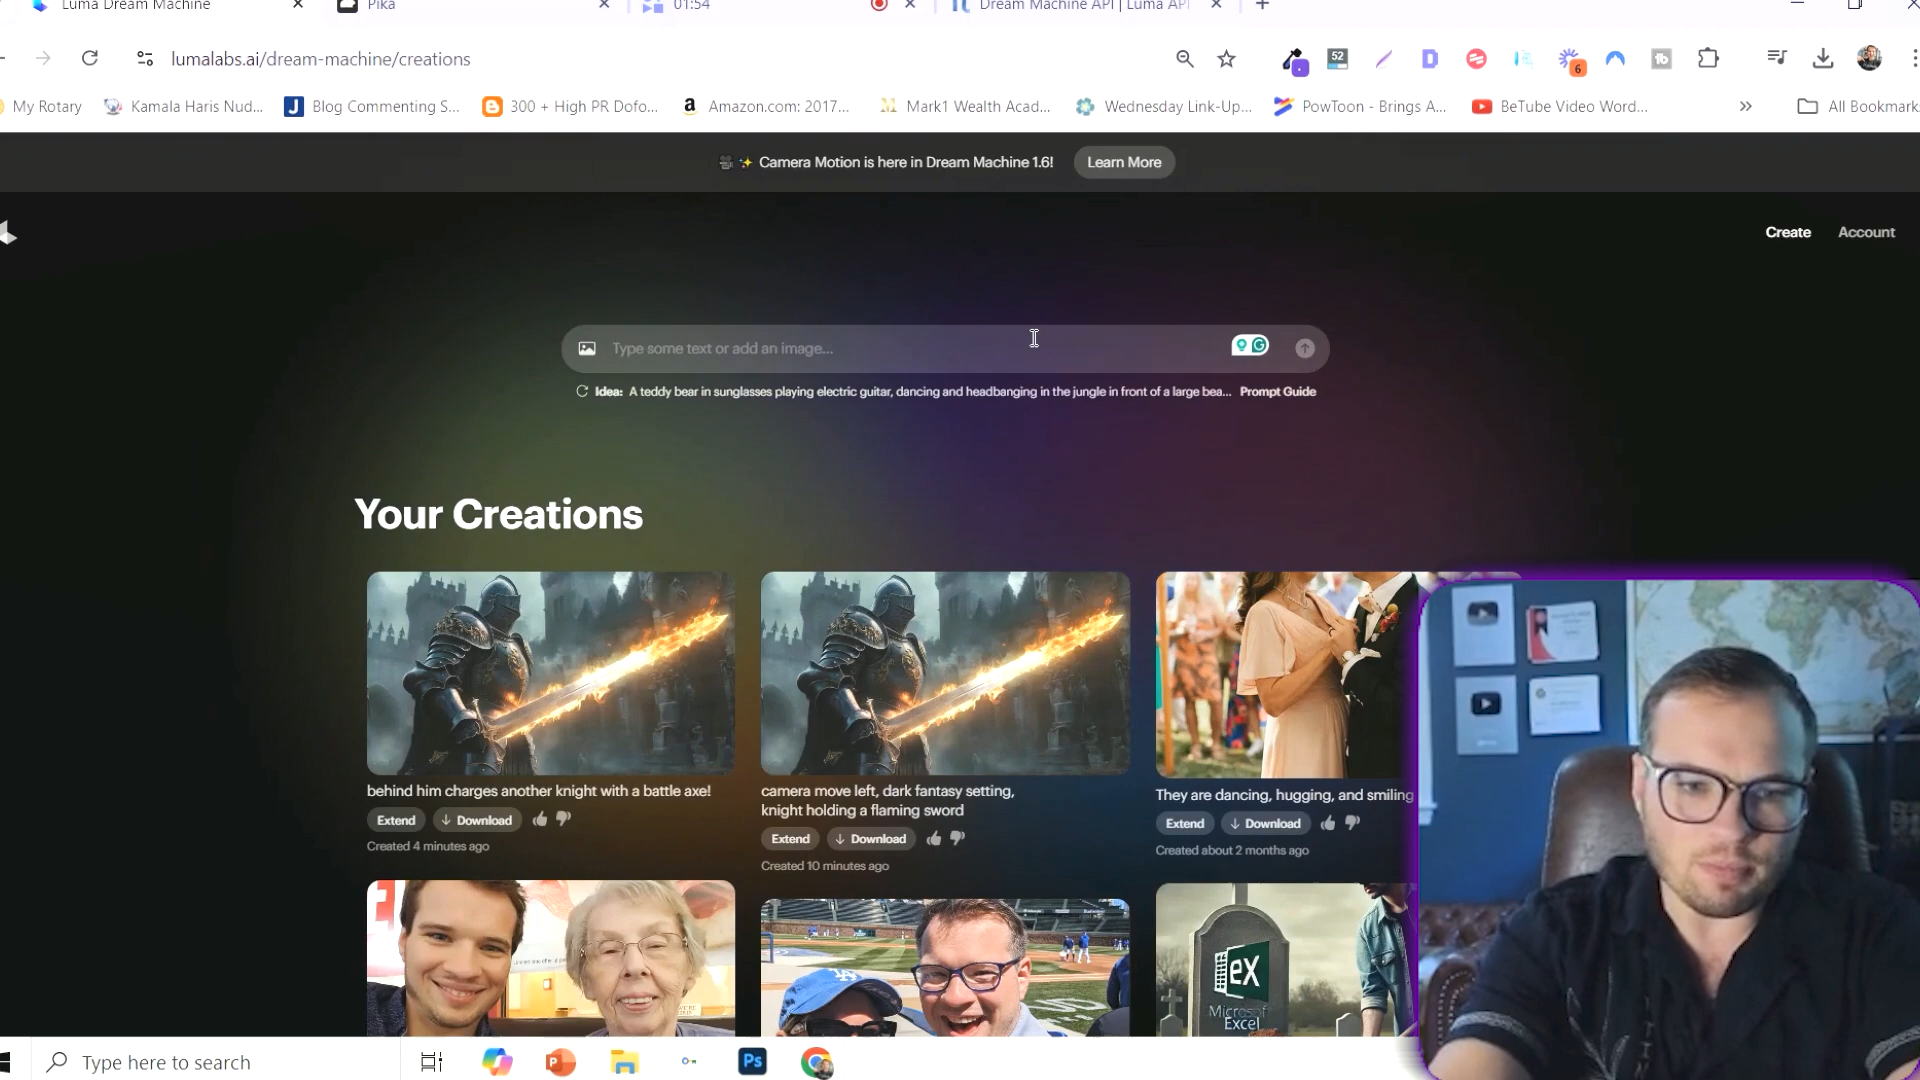 Luma Dream Machine
Pika
01:54
Dream Machine API | Luma API
lumalabs.ai/dream-machine/creations
52
6
My Rotary
Kamala Haris Nud...
Blog Commenting S...
300 + High PR Dofo...
Amazon.com: 2017...
Mark1 Wealth Acad...
Wednesday Link-Up...
PowToon - Brings A...
BeTube Video Word...
All Bookmarks
Camera Motion is here in Dream Machine 1.6!
Learn More
Create
Account
Type some text or add an image...
Idea: A teddy bear in sunglasses playing electric guitar, dancing and headbanging in the jungle in front of a large bea...
Prompt Guide
Your Creations
behind him charges another knight with a battle axe!
Extend
Download
Created 4 minutes ago
camera move left, dark fantasy setting,
knight holding a flaming sword
Extend
Download
Created 10 minutes ago
They are dancing, hugging, and smiling
Extend
Download
Created about 2 months ago
LA
EX
Microsoft
Excel
Type here to search
P
Ps